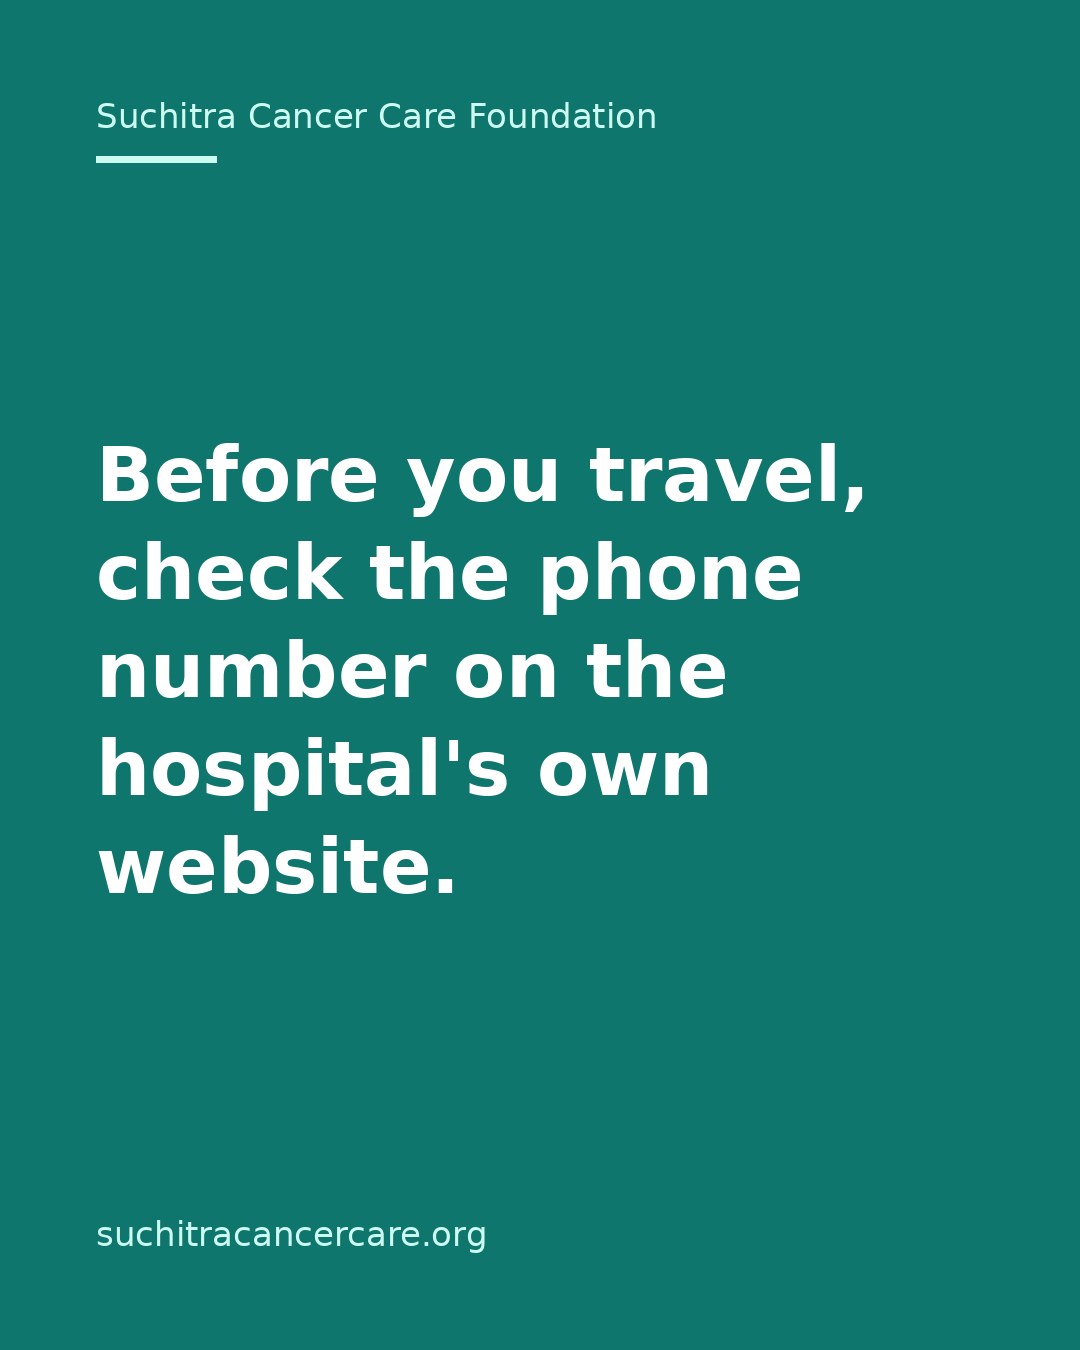 Suchitra Cancer Care Foundation
Before you travel,
check the phone
number on the
hospital's own
website.
suchitracancercare.org